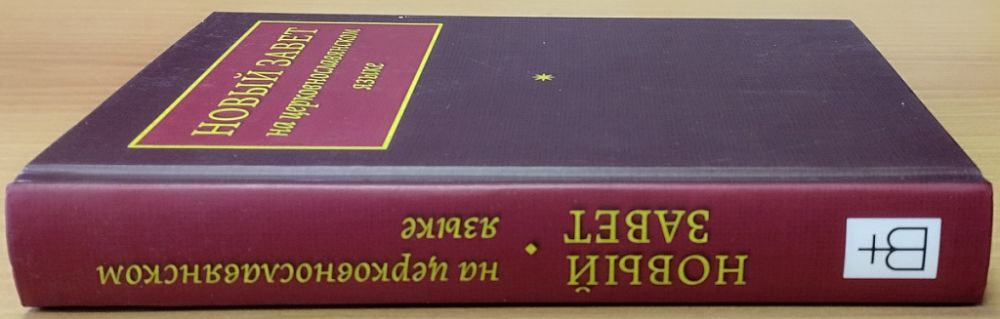 НОВЫЙ ЗАВЕТ
на церковнославянском
языке
НОВЫЙ
ЗАВЕТ
на церковнославянском
языке